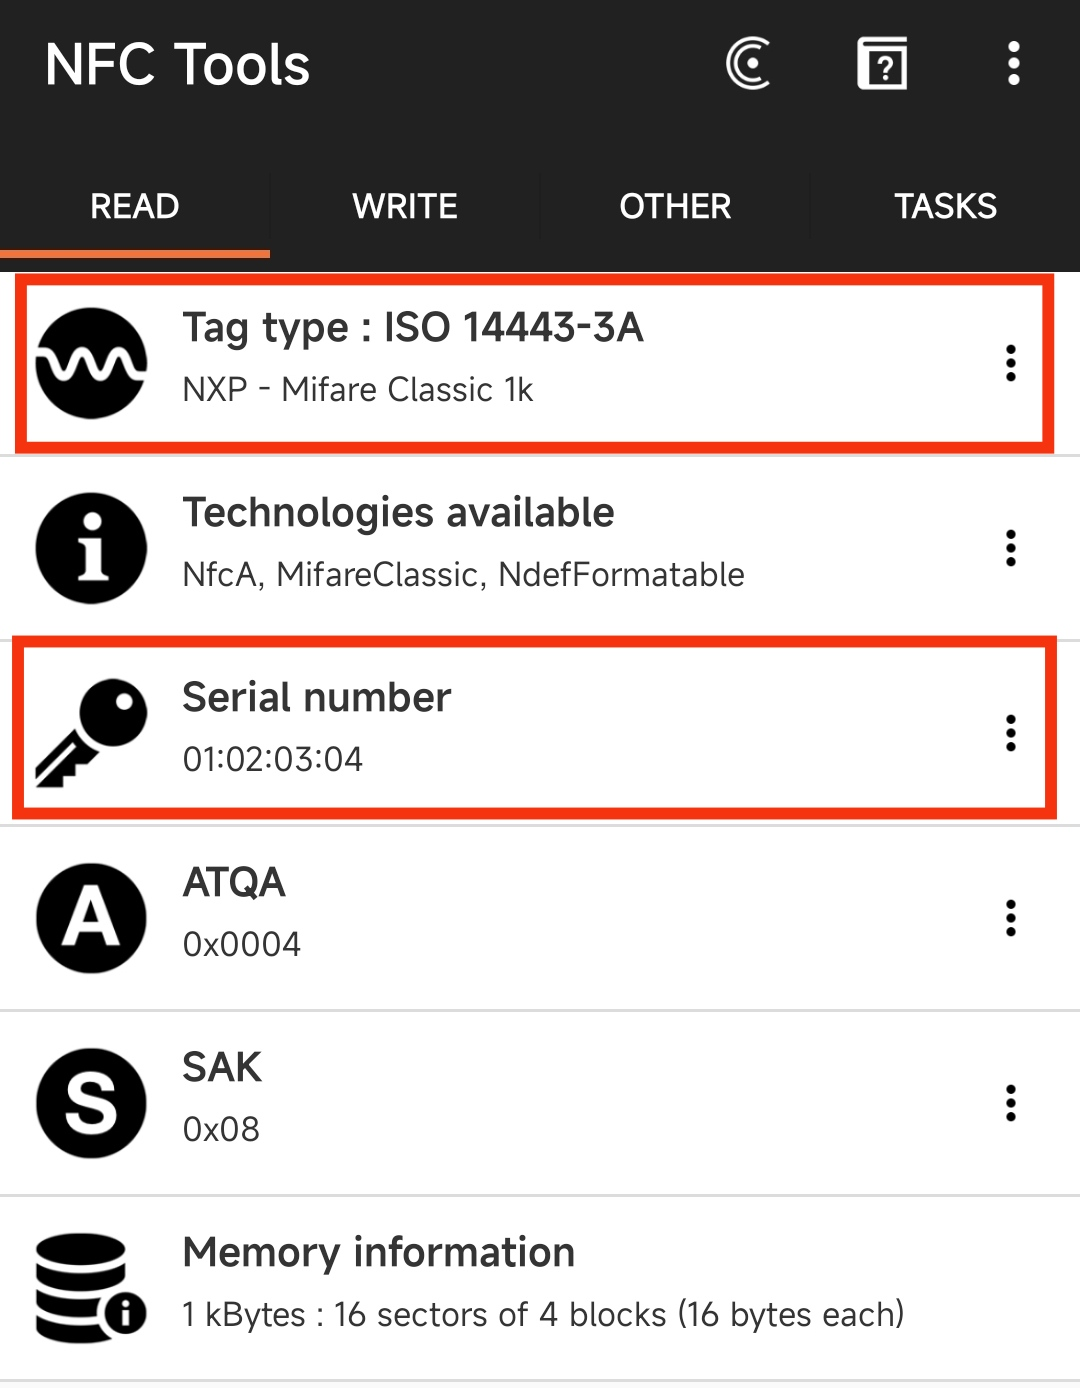 NFC Tools
READ
WRITE
OTHER
TASKS
Tag type : ISO 14443-3A
NXP - Mifare Classic 1k
Technologies available
NfcA, MifareClassic, NdefFormatable
Serial number
01:02:03:04
A
ATQA
0x0004
S
SAK
0x08
Memory information
1 kBytes : 16 sectors of 4 blocks (16 bytes each)